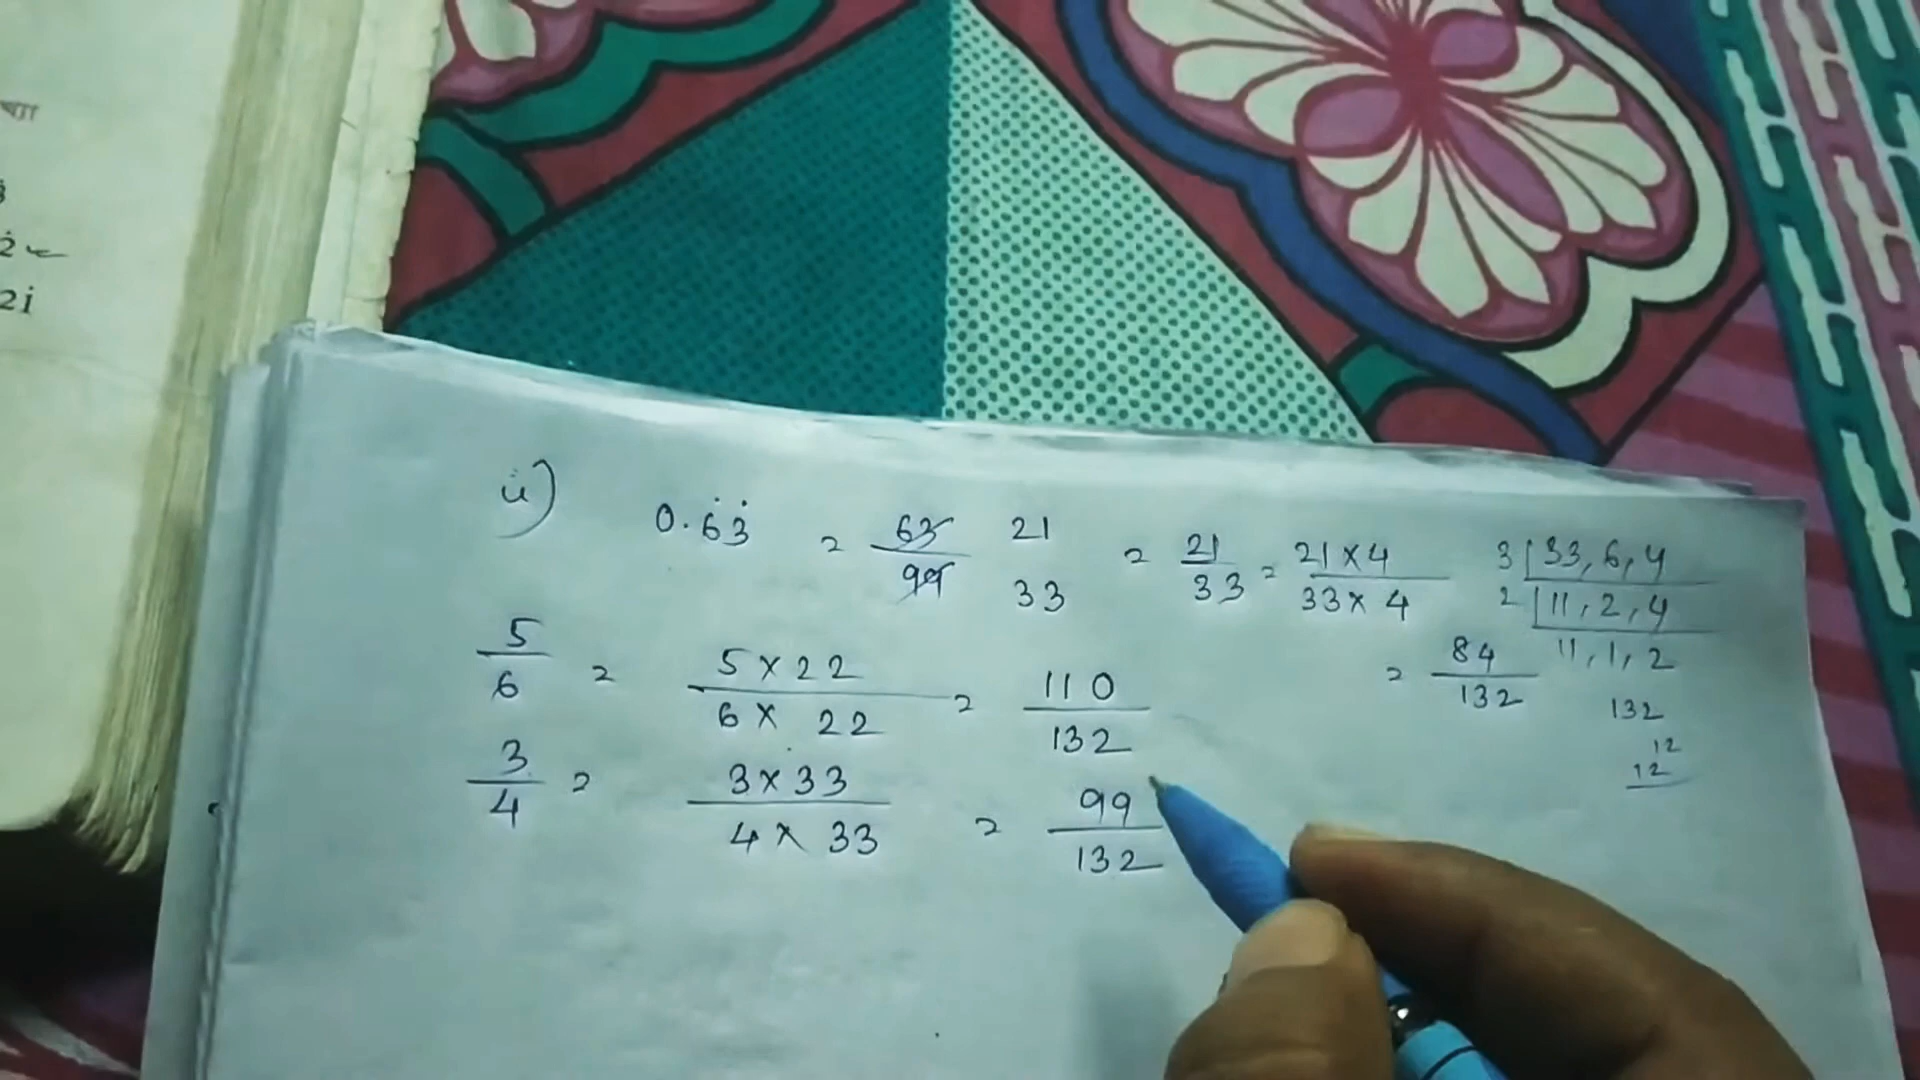 2̇
2i̇
ii)
0.6̇3̇ = 63/99 21 33 = 21/33 = 21×4/33×4
3 | 33, 6, 4
2 | 11, 2, 4
11, 1, 2
= 84/132
132
12
12
5/6 = 5×22/6×22 = 110/132
3/4 = 3×33/4×33 = 99/132